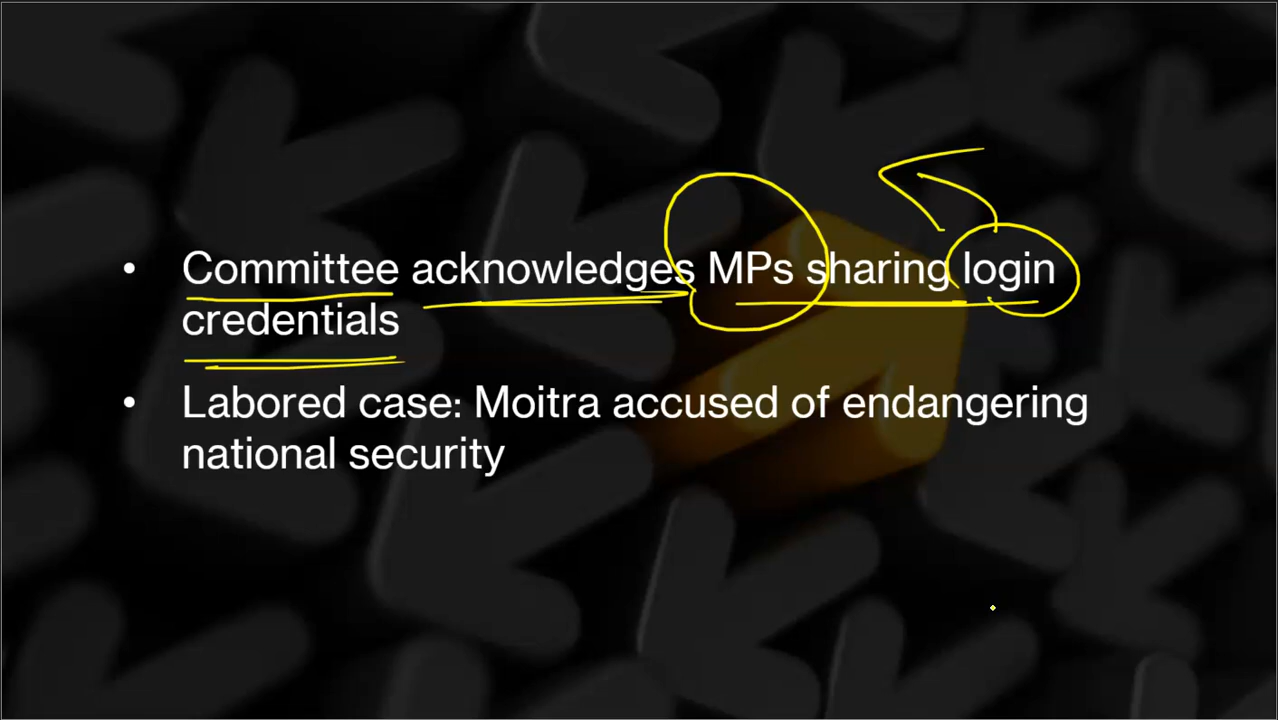 • Committee acknowledges MPs sharing login
credentials
• Labored case: Moitra accused of endangering
national security